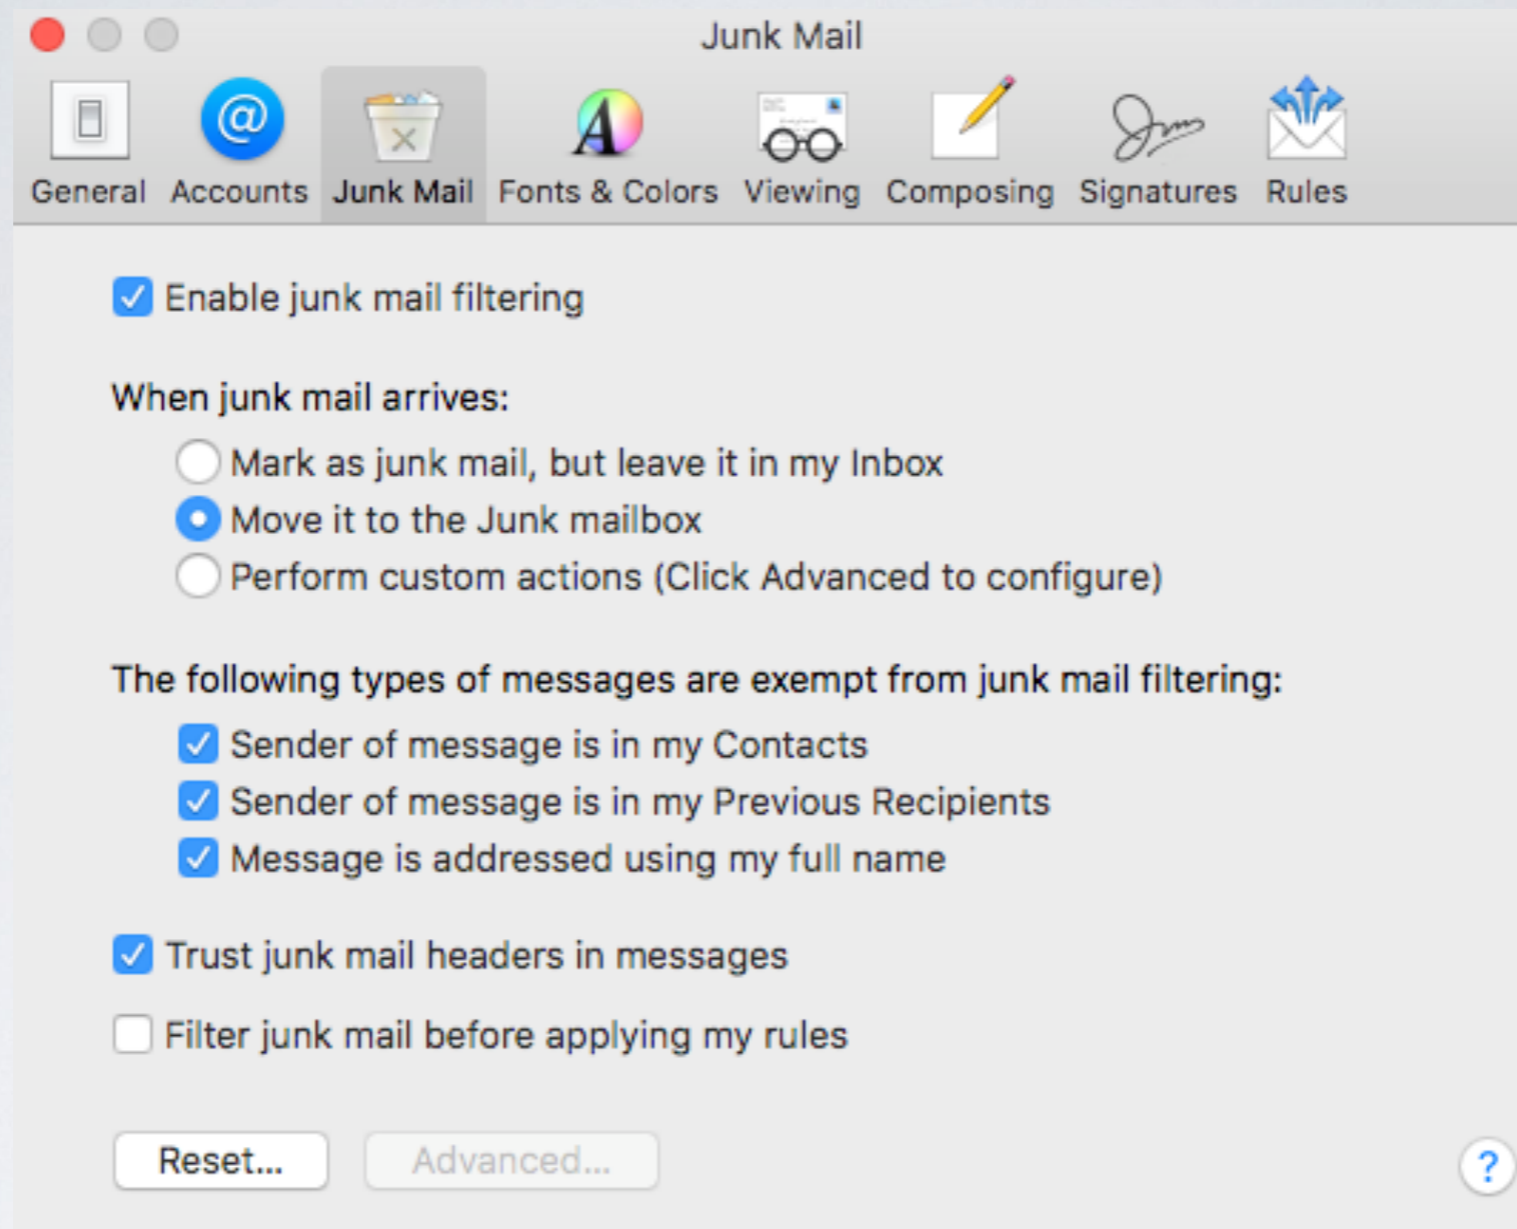 Junk Mail
General Accounts Junk Mail Fonts & Colors Viewing Composing Signatures Rules
Enable junk mail filtering
When junk mail arrives:
Mark as junk mail, but leave it in my Inbox
Move it to the Junk mailbox
Perform custom actions (Click Advanced to configure)
The following types of messages are exempt from junk mail filtering:
Sender of message is in my Contacts
Sender of message is in my Previous Recipients
Message is addressed using my full name
Trust junk mail headers in messages
Filter junk mail before applying my rules
Reset... Advanced... ?